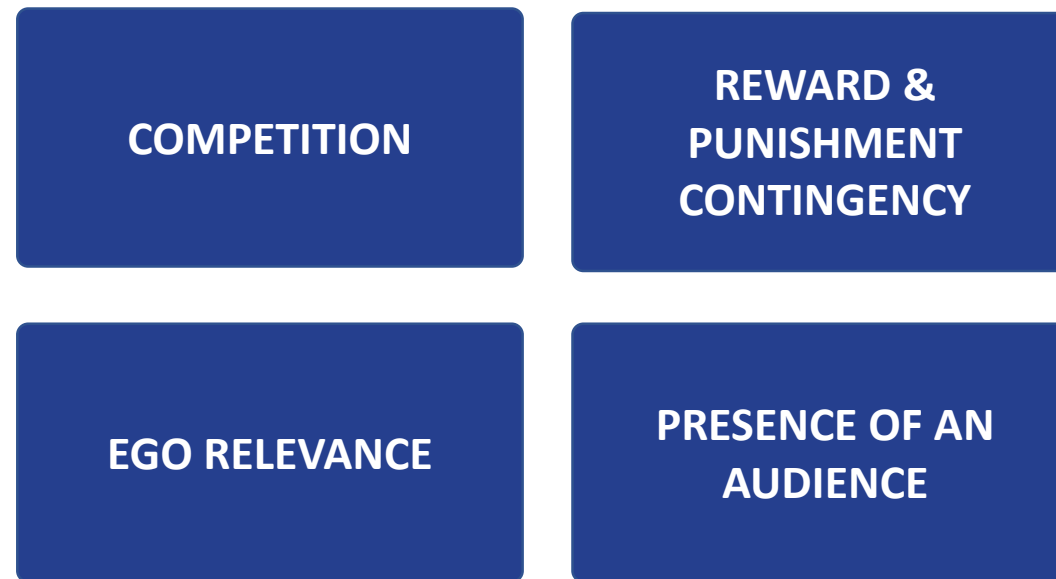 COMPETITION
REWARD &
PUNISHMENT
CONTINGENCY
EGO RELEVANCE
PRESENCE OF AN
AUDIENCE